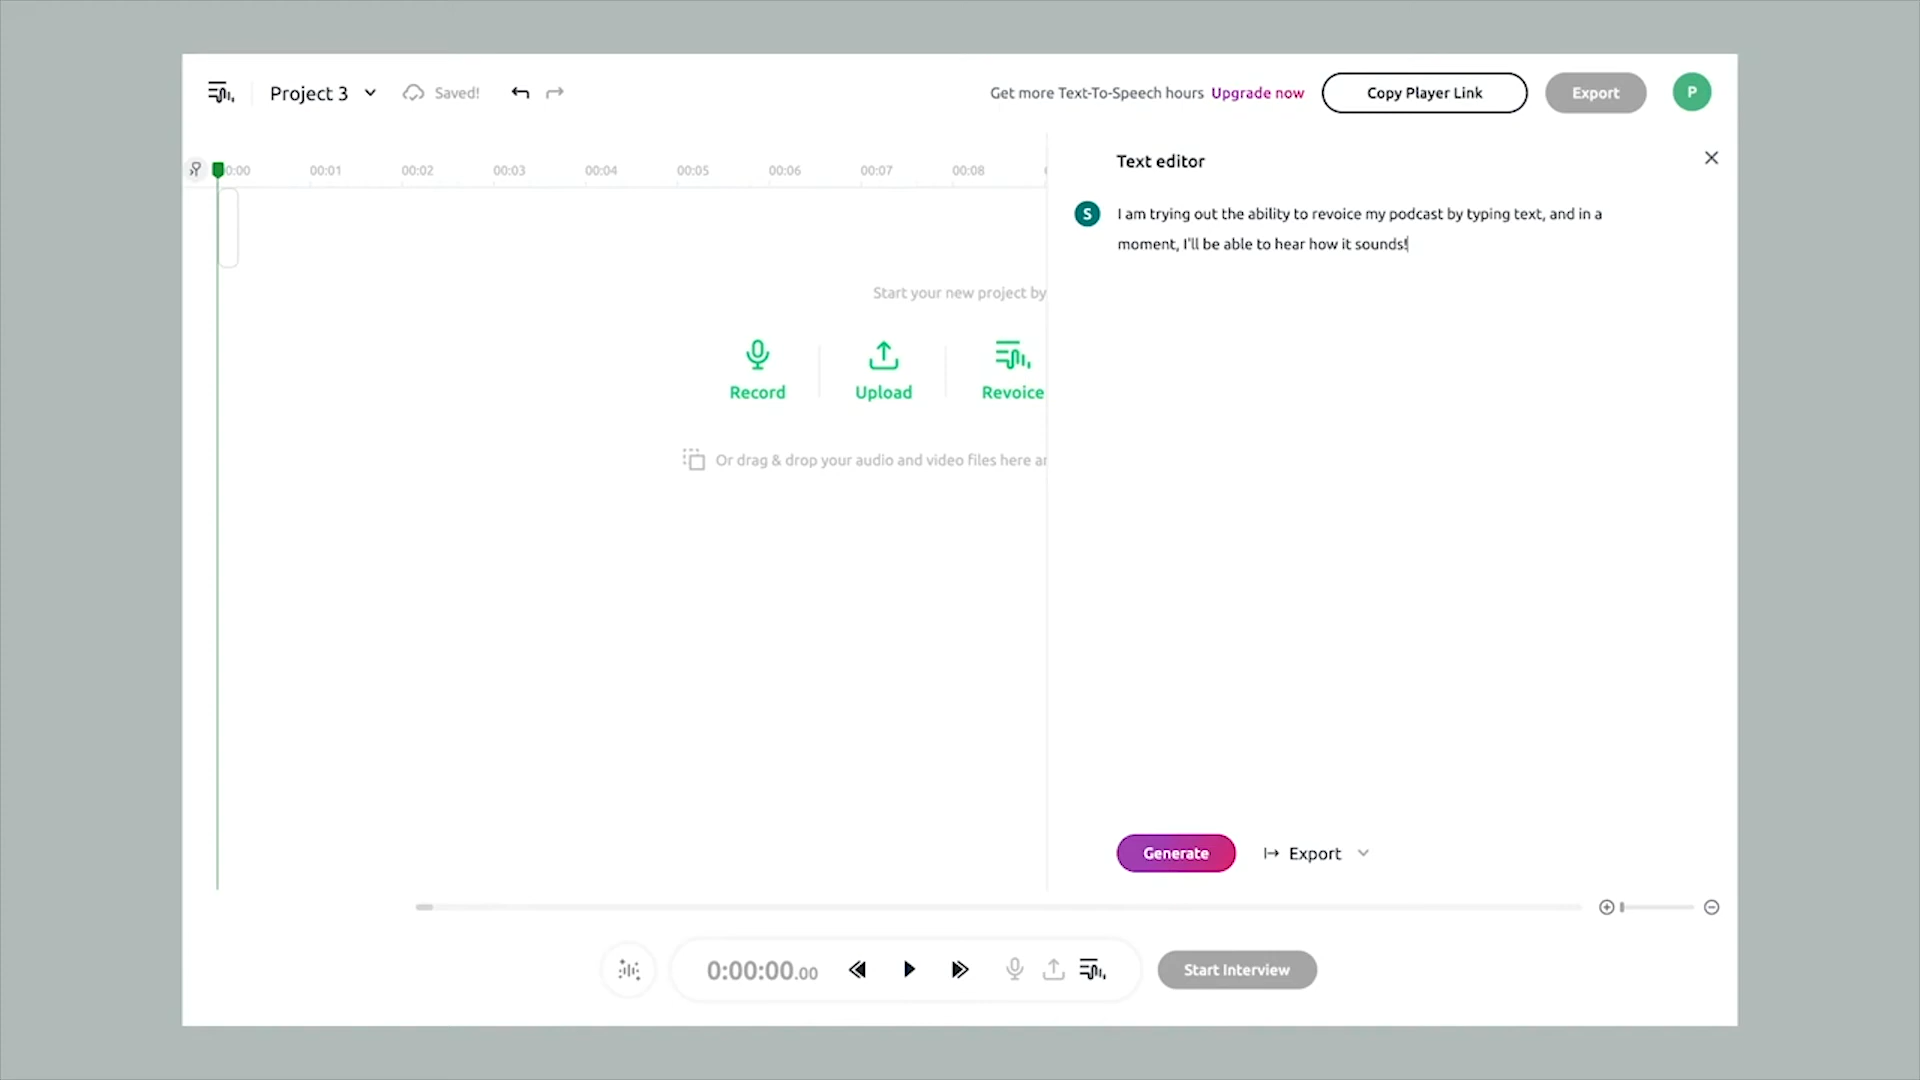 Project 3
Saved!
Get more Text-To-Speech hours Upgrade now
Copy Player Link
Export
P
0:00 00:01 00:02 00:03 00:04 00:05 00:06 00:07 00:08
Text editor
S
I am trying out the ability to revoice my podcast by typing text, and in a
moment, I'll be able to hear how it sounds!
Start your new project by
Record
Upload
Revoice
Or drag & drop your audio and video files here
Generate
Export
0:00:00.00
Start Interview